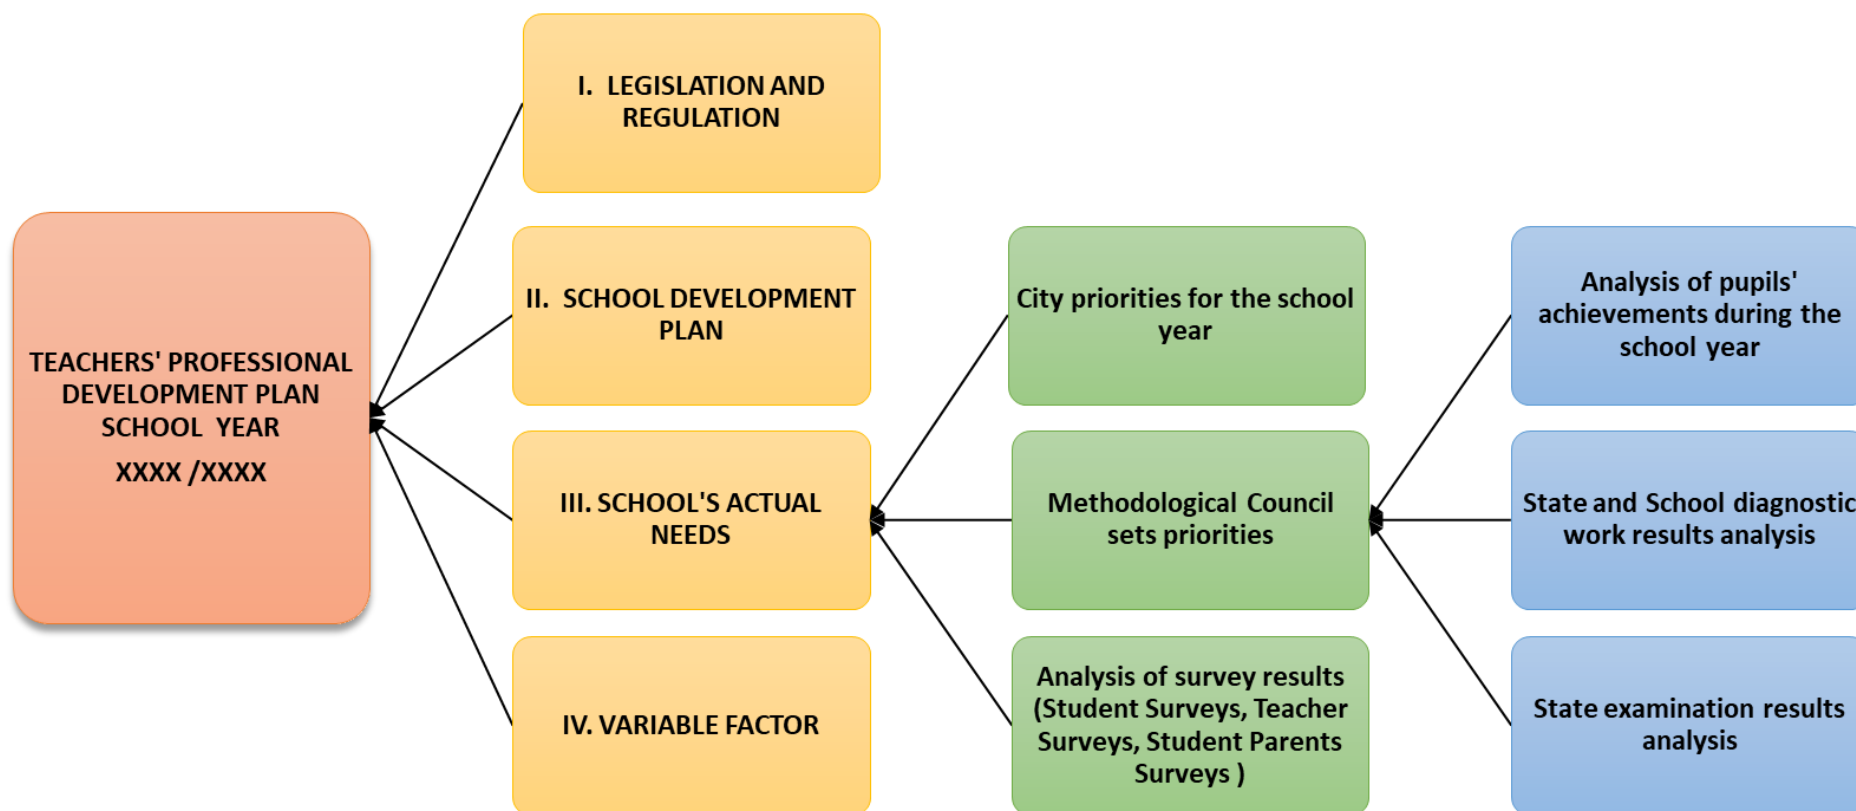 TEACHERS' PROFESSIONAL
DEVELOPMENT PLAN
SCHOOL YEAR
XXXX /XXXX
I. LEGISLATION AND
REGULATION
II. SCHOOL DEVELOPMENT
PLAN
III. SCHOOL'S ACTUAL
NEEDS
IV. VARIABLE FACTOR
City priorities for the school
year
Methodological Council
sets priorities
Analysis of survey results
(Student Surveys, Teacher
Surveys, Student Parents
Surveys )
Analysis of pupils'
achievements during the
school year
State and School diagnostic
work results analysis
State examination results
analysis